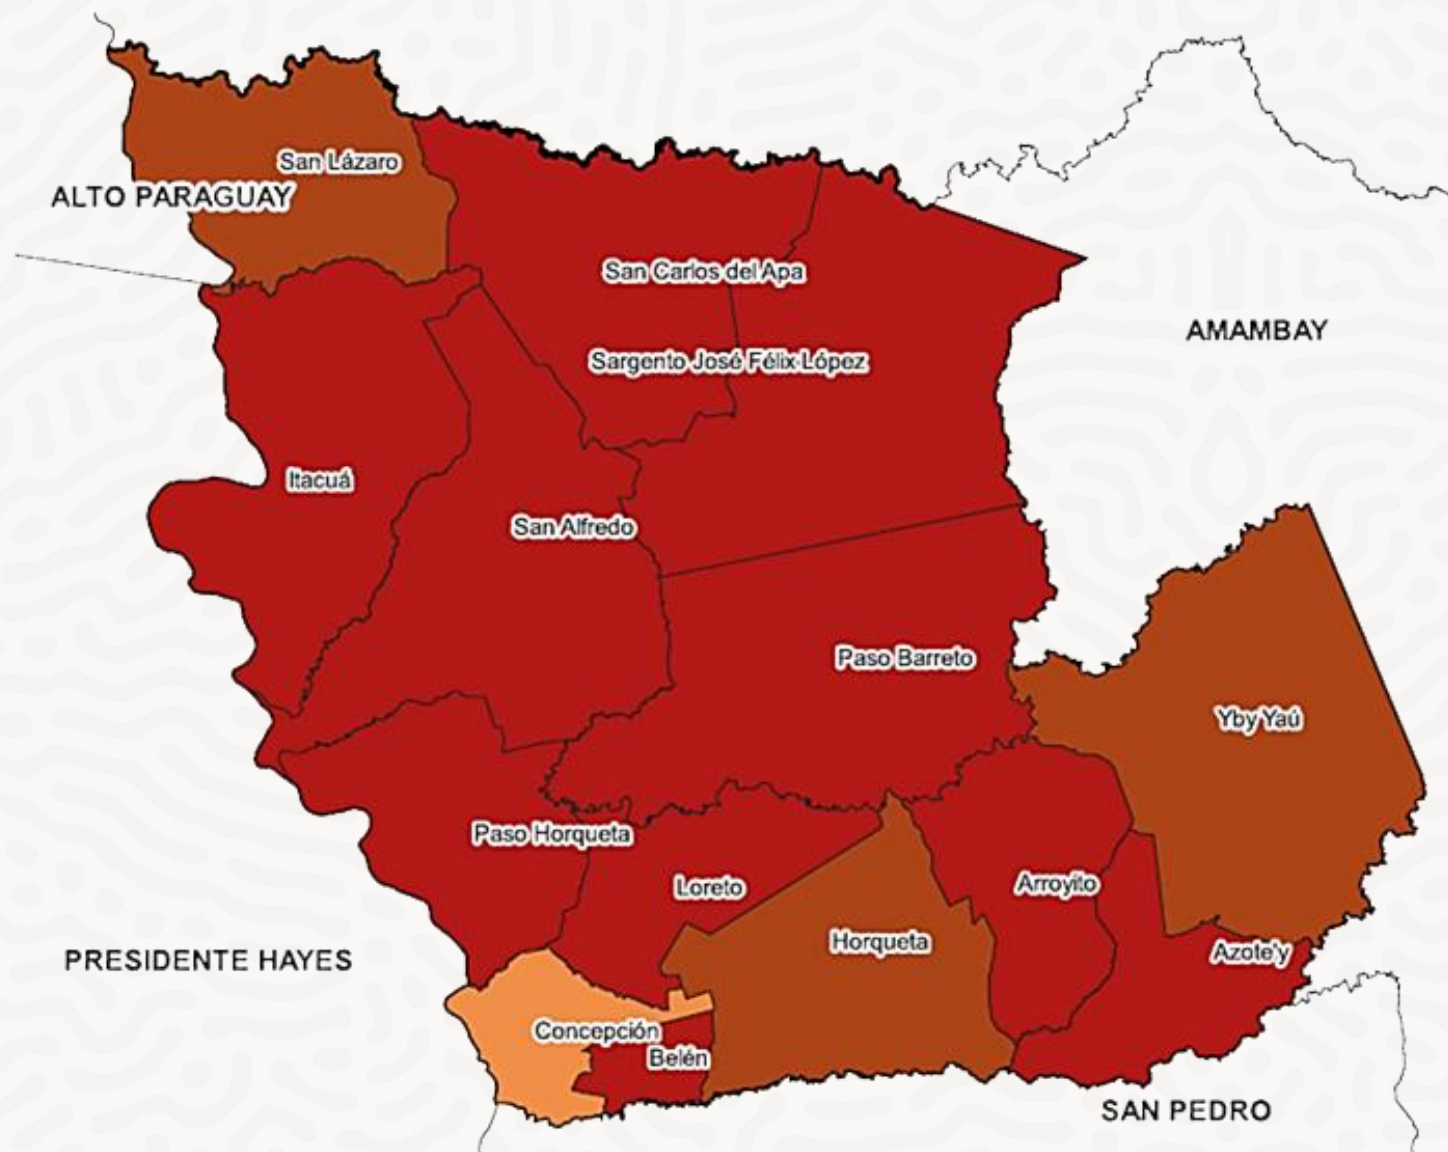 San Lázaro
ALTO PARAGUAY
San Carlos del Apa
AMAMBAY
Sargento José Félix López
Itacuá
San Alfredo
Paso Barreto
Yby Yaú
Paso Horqueta
Loreto
Arroyito
Horqueta
Azote'y
PRESIDENTE HAYES
Concepción
Belén
SAN PEDRO